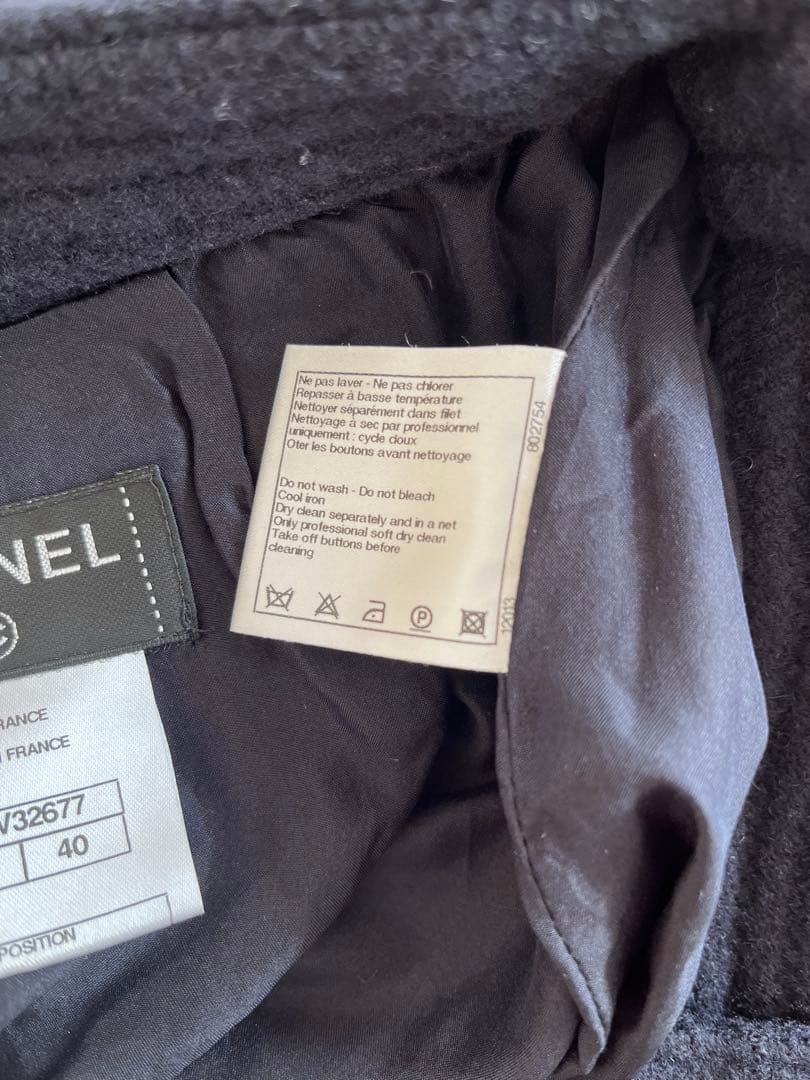 Ne pas laver - Ne pas chlorer
Repasser à basse température
Nettoyer séparément dans filet
Nettoyage à sec par professionnel
uniquement : cycle doux
Oter les boutons avant nettoyage
Do not wash - Do not bleach
Cool iron
Dry clean separately and in a net
Only professional soft dry clean
Take off buttons before
cleaning
P
802754
12013
NEL
RANCE
FRANCE
V32677
40
POSITION